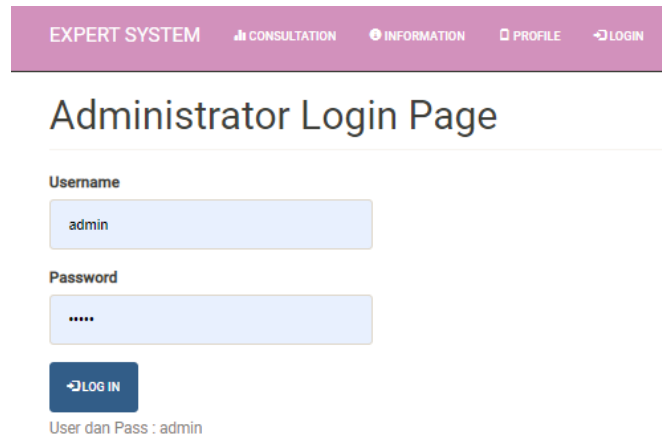 EXPERT SYSTEM CONSULTATION INFORMATION PROFILE LOGIN
Administrator Login Page
Username
admin
Password
•••••
LOG IN
User dan Pass : admin